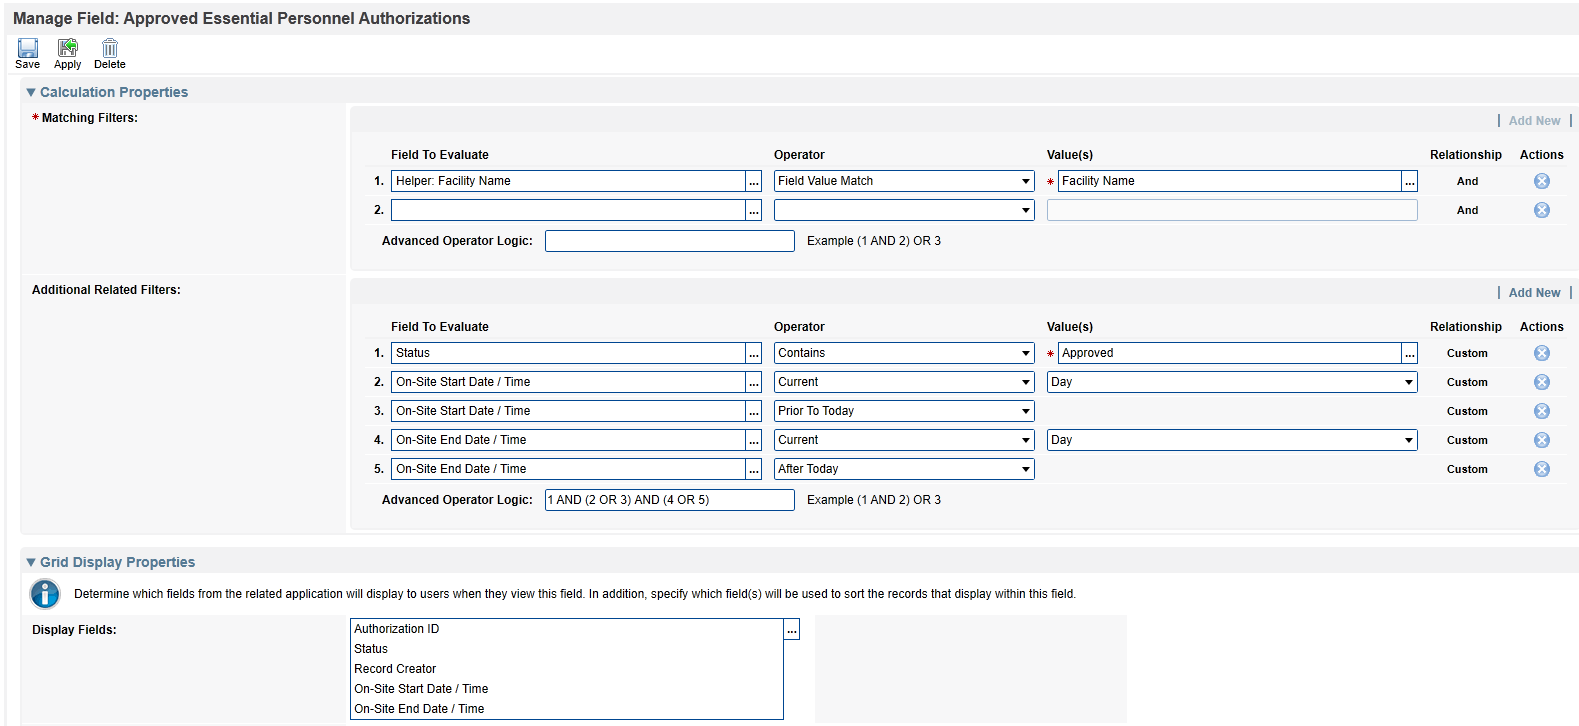 Manage Field: Approved Essential Personnel Authorizations
Save Apply Delete
Calculation Properties
* Matching Filters:
| Add New |
Field To Evaluate Operator Value(s) Relationship Actions
1. Helper: Facility Name ... Field Value Match * Facility Name ... And
2. ... And
Advanced Operator Logic: Example (1 AND 2) OR 3
Additional Related Filters:
| Add New |
Field To Evaluate Operator Value(s) Relationship Actions
1. Status ... Contains * Approved ... Custom
2. On-Site Start Date / Time ... Current Day Custom
3. On-Site Start Date / Time ... Prior To Today Custom
4. On-Site End Date / Time ... Current Day Custom
5. On-Site End Date / Time ... After Today Custom
Advanced Operator Logic: 1 AND (2 OR 3) AND (4 OR 5) Example (1 AND 2) OR 3
Grid Display Properties
Determine which fields from the related application will display to users when they view this field. In addition, specify which field(s) will be used to sort the records that display within this field.
Display Fields:
Authorization ID ...
Status
Record Creator
On-Site Start Date / Time
On-Site End Date / Time